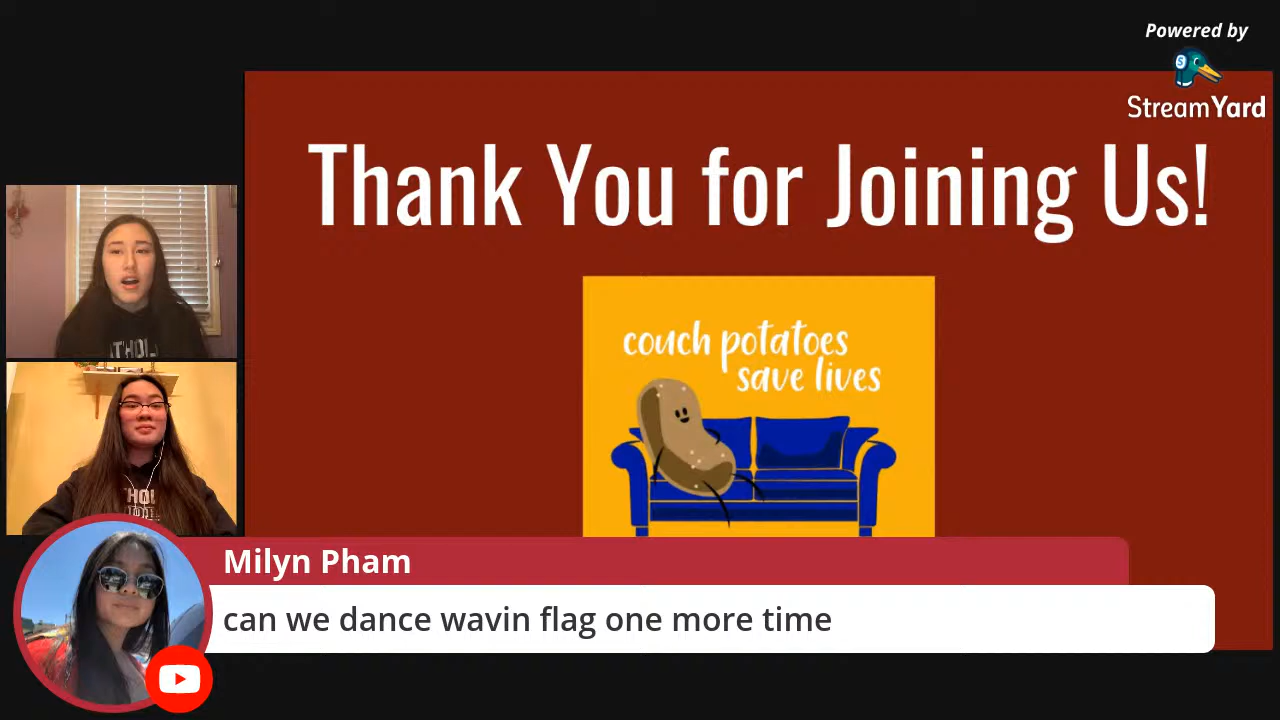 Powered by
StreamYard
Thank You for Joining Us!
couch potatoes
save lives
Milyn Pham
can we dance wavin flag one more time